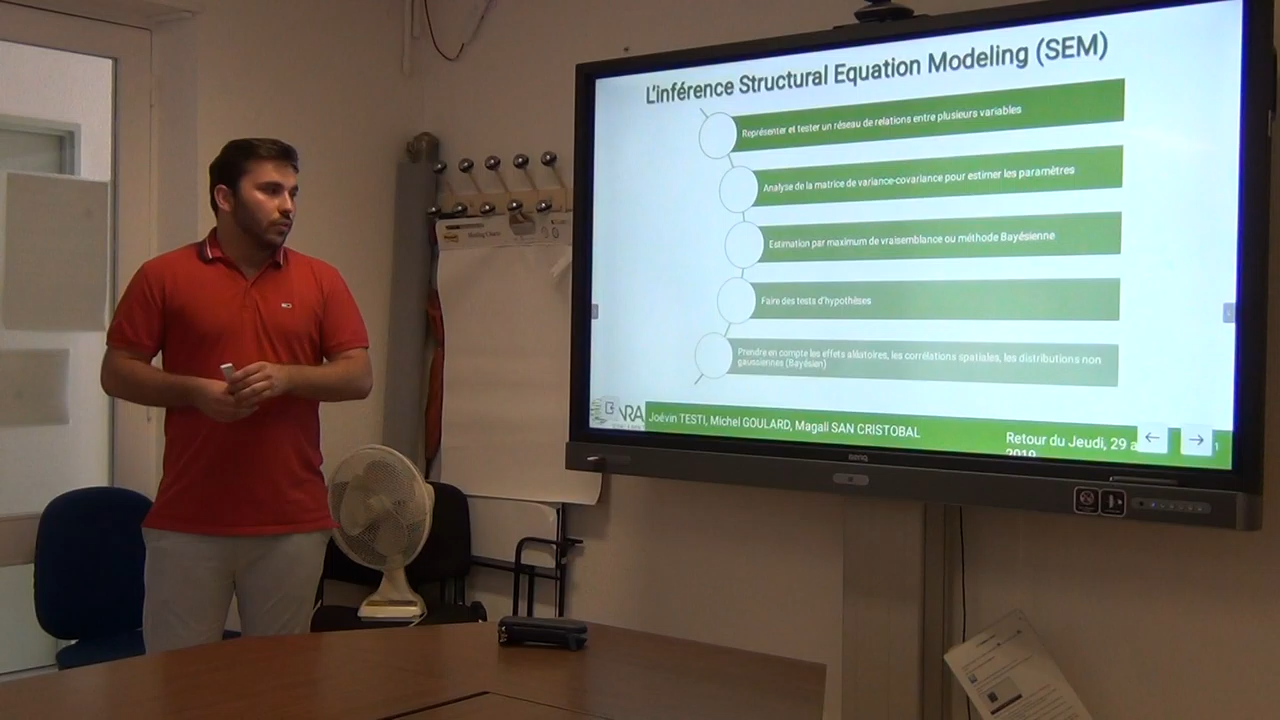 L'inférence Structural Equation Modeling (SEM)
Représenter et tester un réseau de relations entre plusieurs variables
Analyse de la matrice de variance-covariance pour estimer les paramètres
Estimation par maximum de vraisemblance ou méthode Bayésienne
Faire des tests d'hypothèses
Prendre en compte les effets aléatoires, les corrélations spatiales, les distributions non
gaussiennes (Bayésien)
Joévin TESTI, Michel GOULARD, Magali SAN CRISTOBAL
Retour du Jeudi, 29 a
2019
BenQ